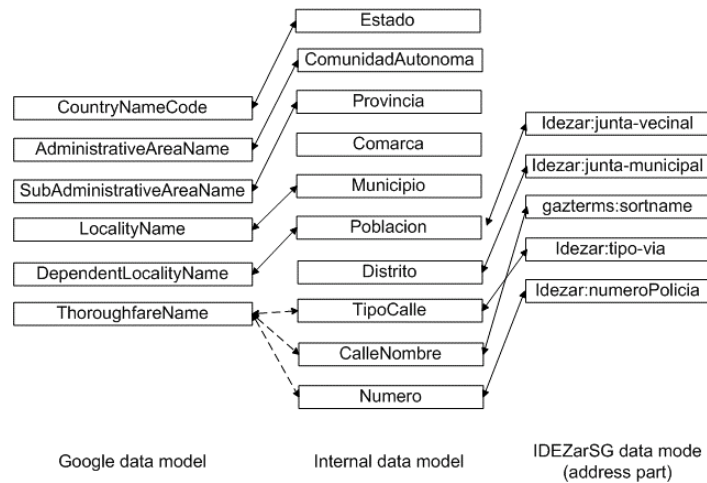 Estado
ComunidadAutonoma
Provincia
Comarca
Municipio
Poblacion
Distrito
TipoCalle
CalleNombre
Numero
CountryNameCode
AdministrativeAreaName
SubAdministrativeAreaName
LocalityName
DependentLocalityName
ThoroughfareName
Idezar:junta-vecinal
Idezar:junta-municipal
gazterms:sortname
Idezar:tipo-via
Idezar:numeroPolicia
Google data model
Internal data model
IDEZarSG data mode
(address part)